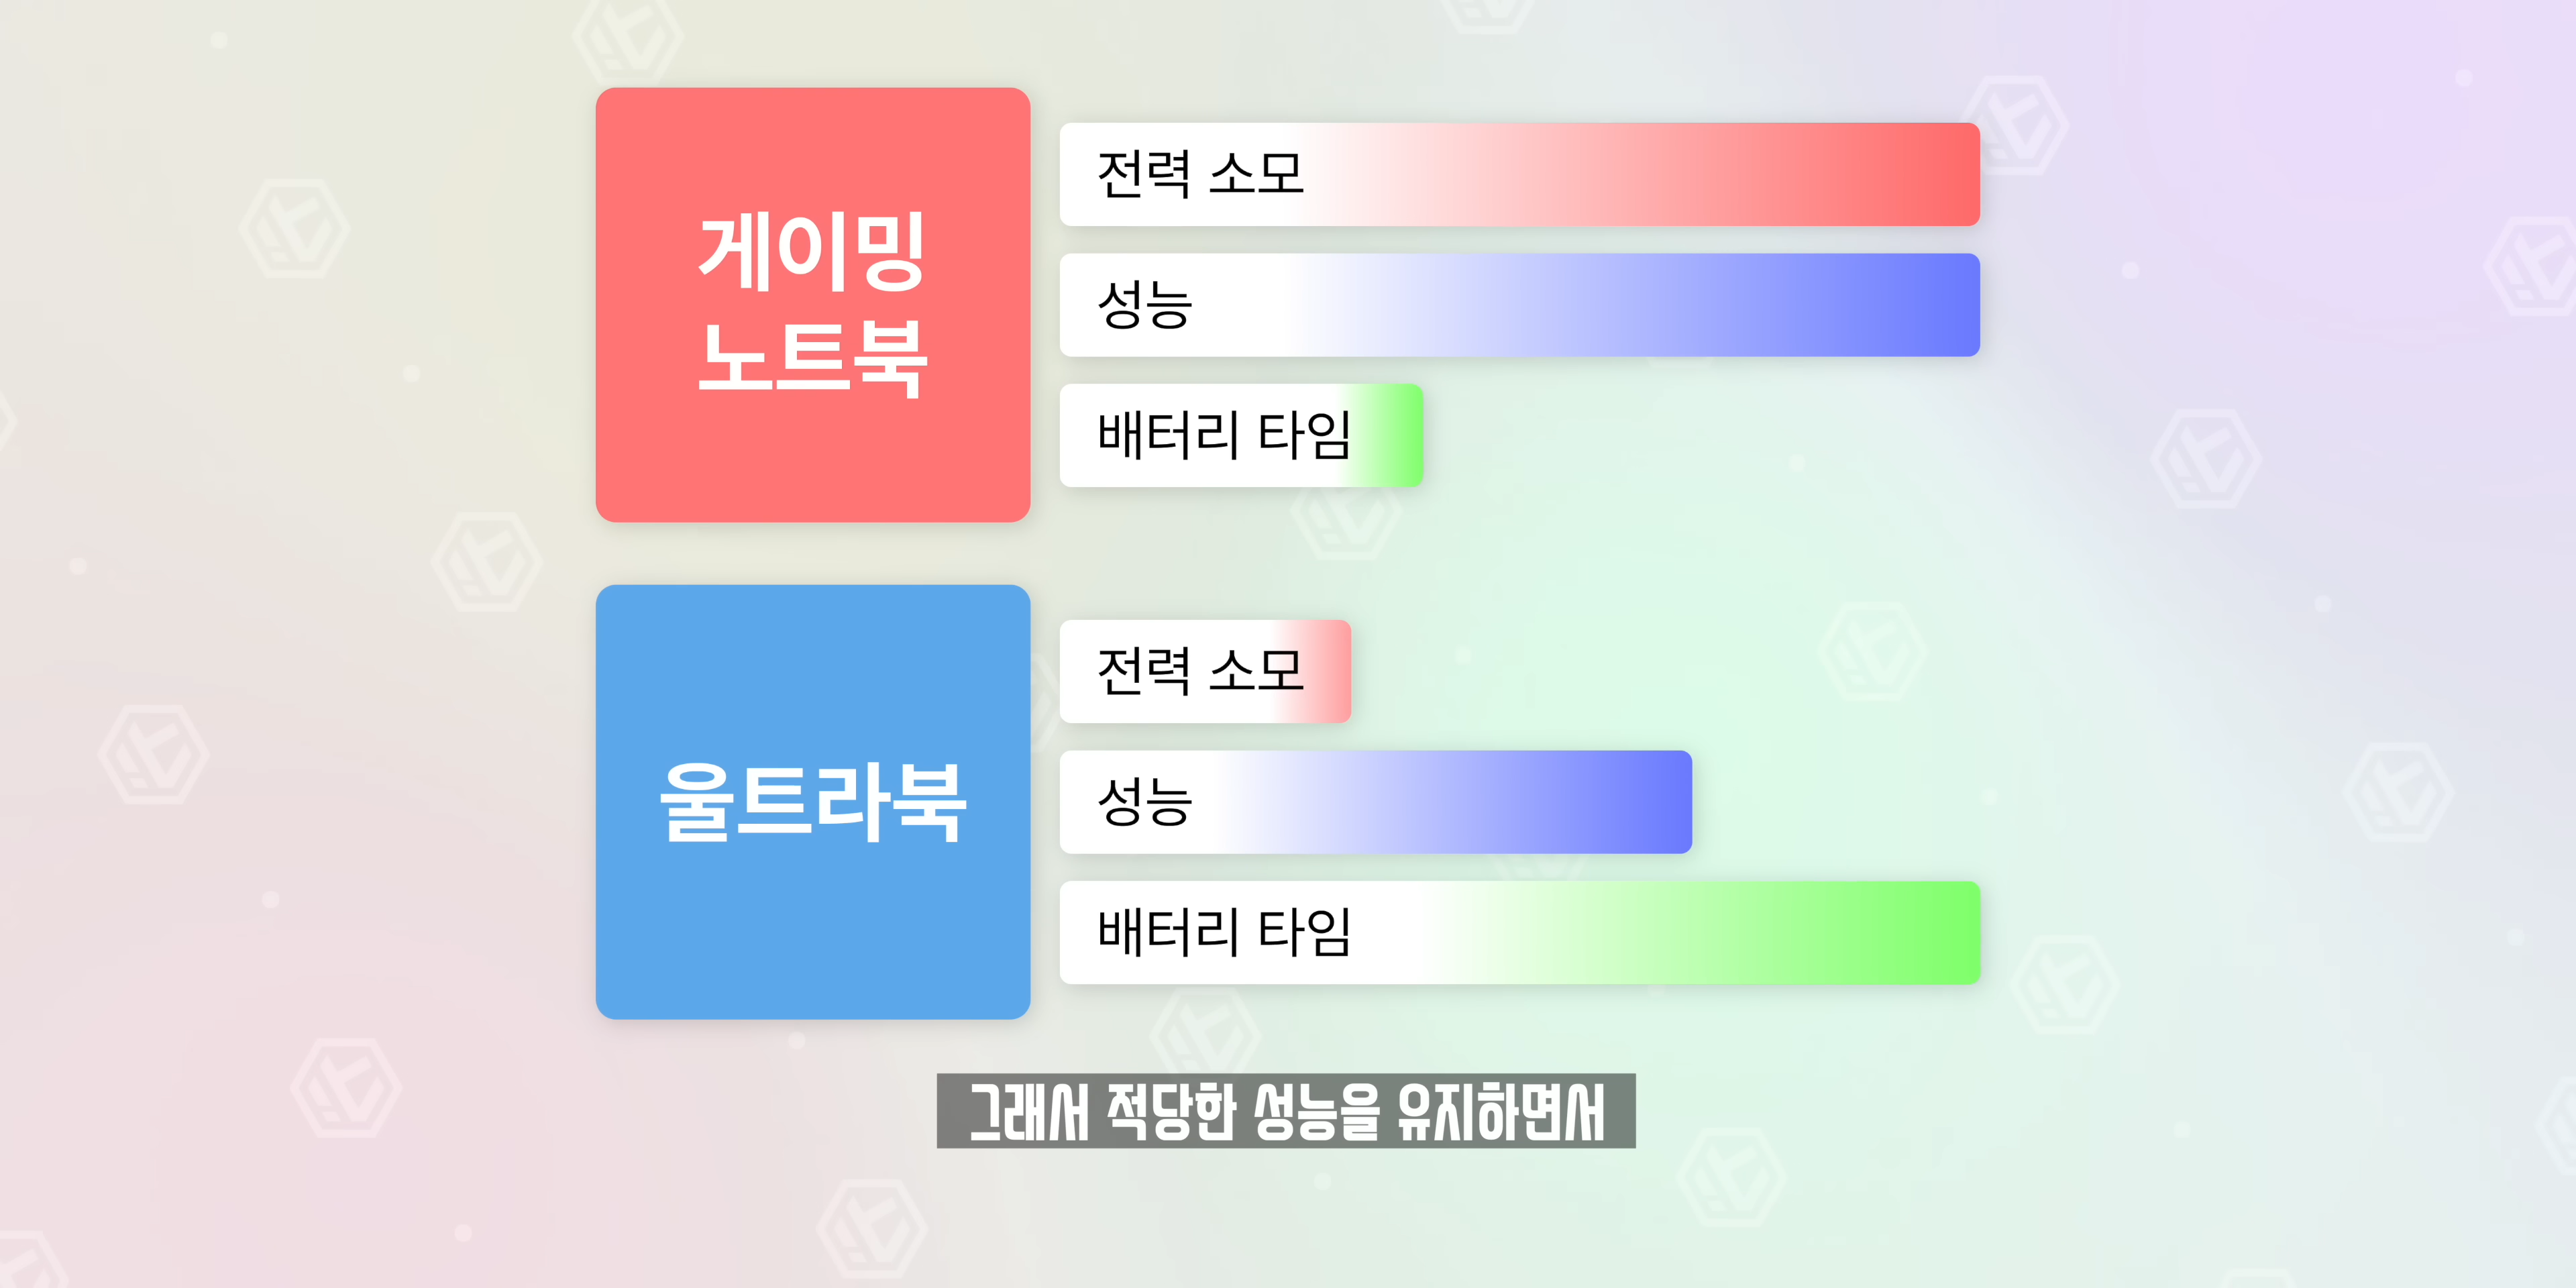 게이밍
노트북
전력 소모
성능
배터리 타임
울트라북
전력 소모
성능
배터리 타임
그래서 적당한 성능을 유지하면서